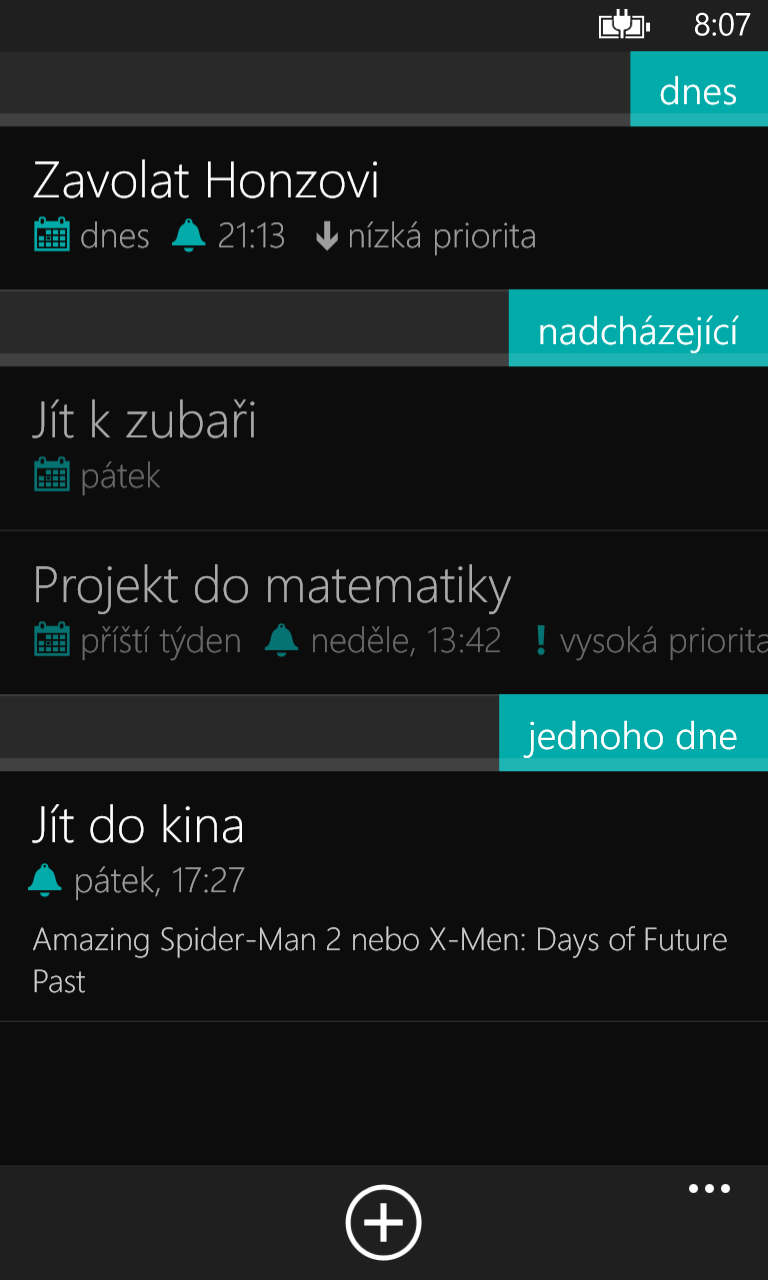 8:07
dnes
Zavolat Honzovi
dnes 21:13 nízká priorita
nadcházející
Jít k zubaři
pátek
Projekt do matematiky
příští týden neděle, 13:42 ! vysoká priorita
jednoho dne
Jít do kina
pátek, 17:27
Amazing Spider-Man 2 nebo X-Men: Days of Future
Past